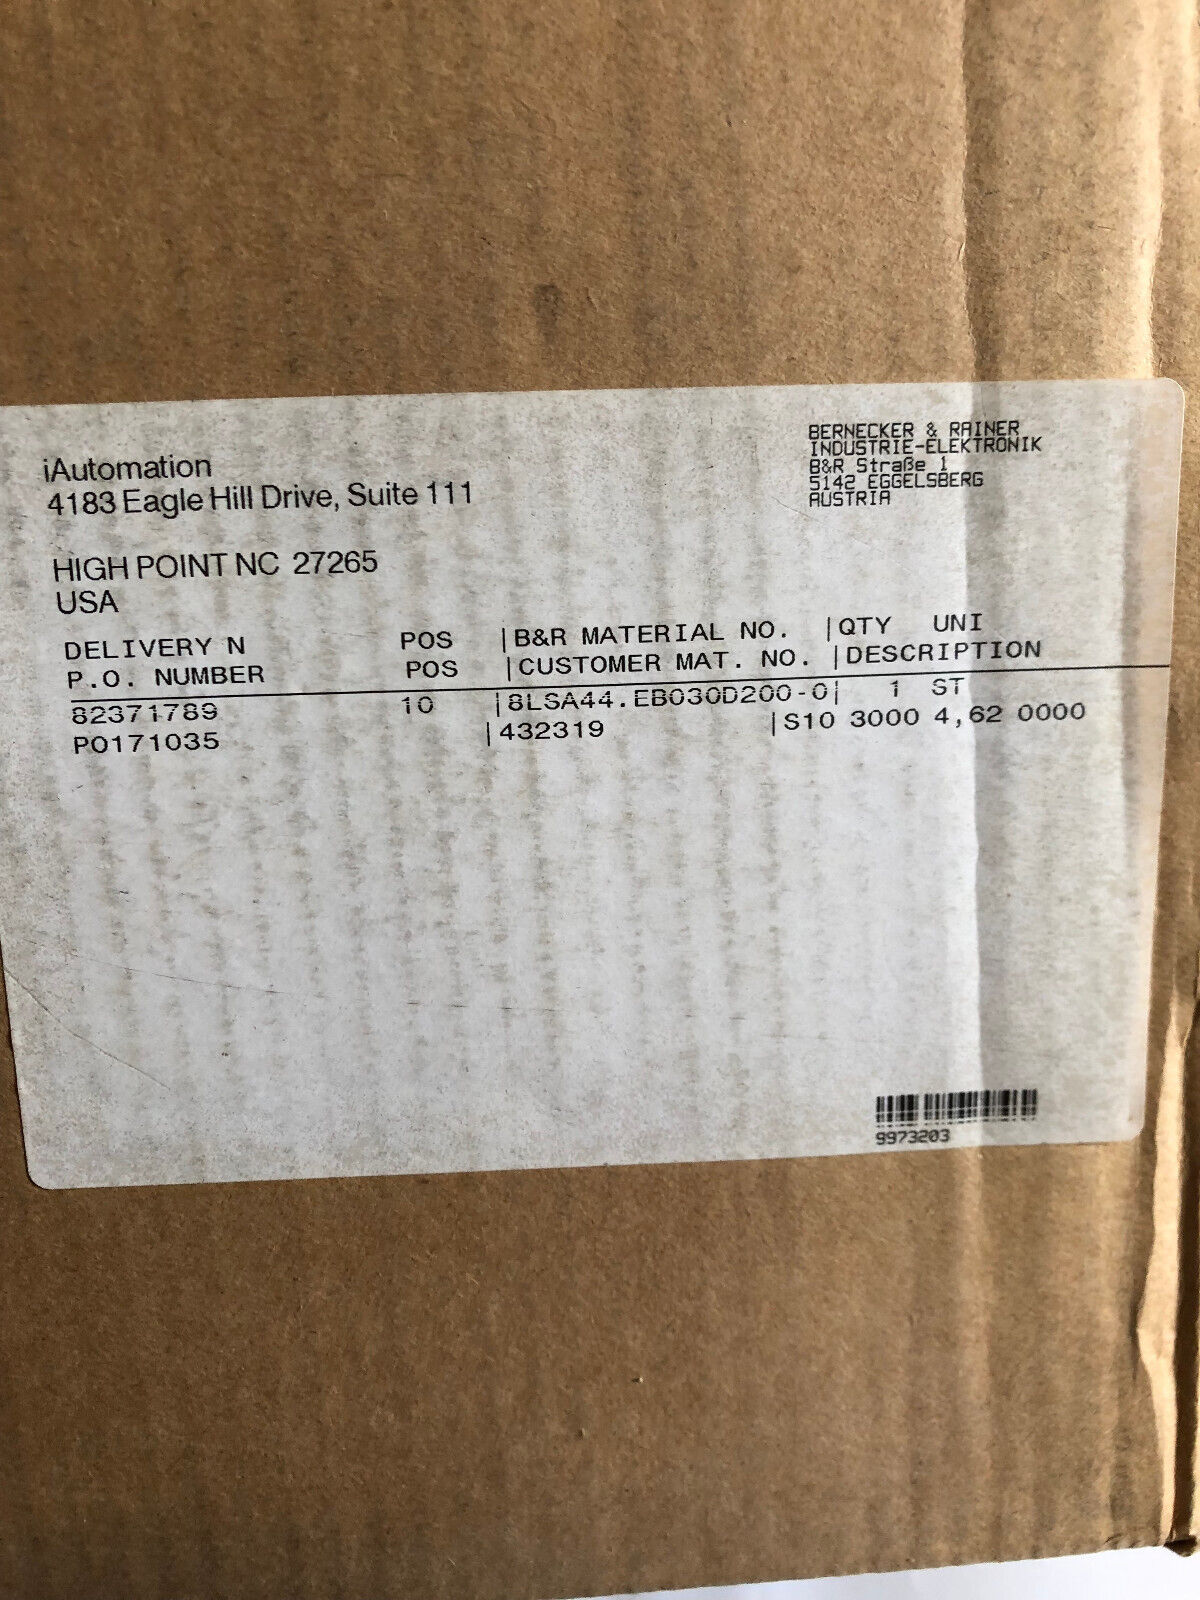 iAutomation
4183 Eagle Hill Drive, Suite 111
HIGH POINT NC 27265
USA
BERNECKER & RAINER
INDUSTRIE-ELEKTRONIK
B&R Straße 1
5142 EGGELSBERG
AUSTRIA
DELIVERY N POS |B&R MATERIAL NO. |QTY UNI
P.O. NUMBER POS |CUSTOMER MAT. NO. |DESCRIPTION
82371789 10 |8LSA44.EB030D200-0| 1 ST
PO171035 |432319 |S10 3000 4,62 0000
9973203